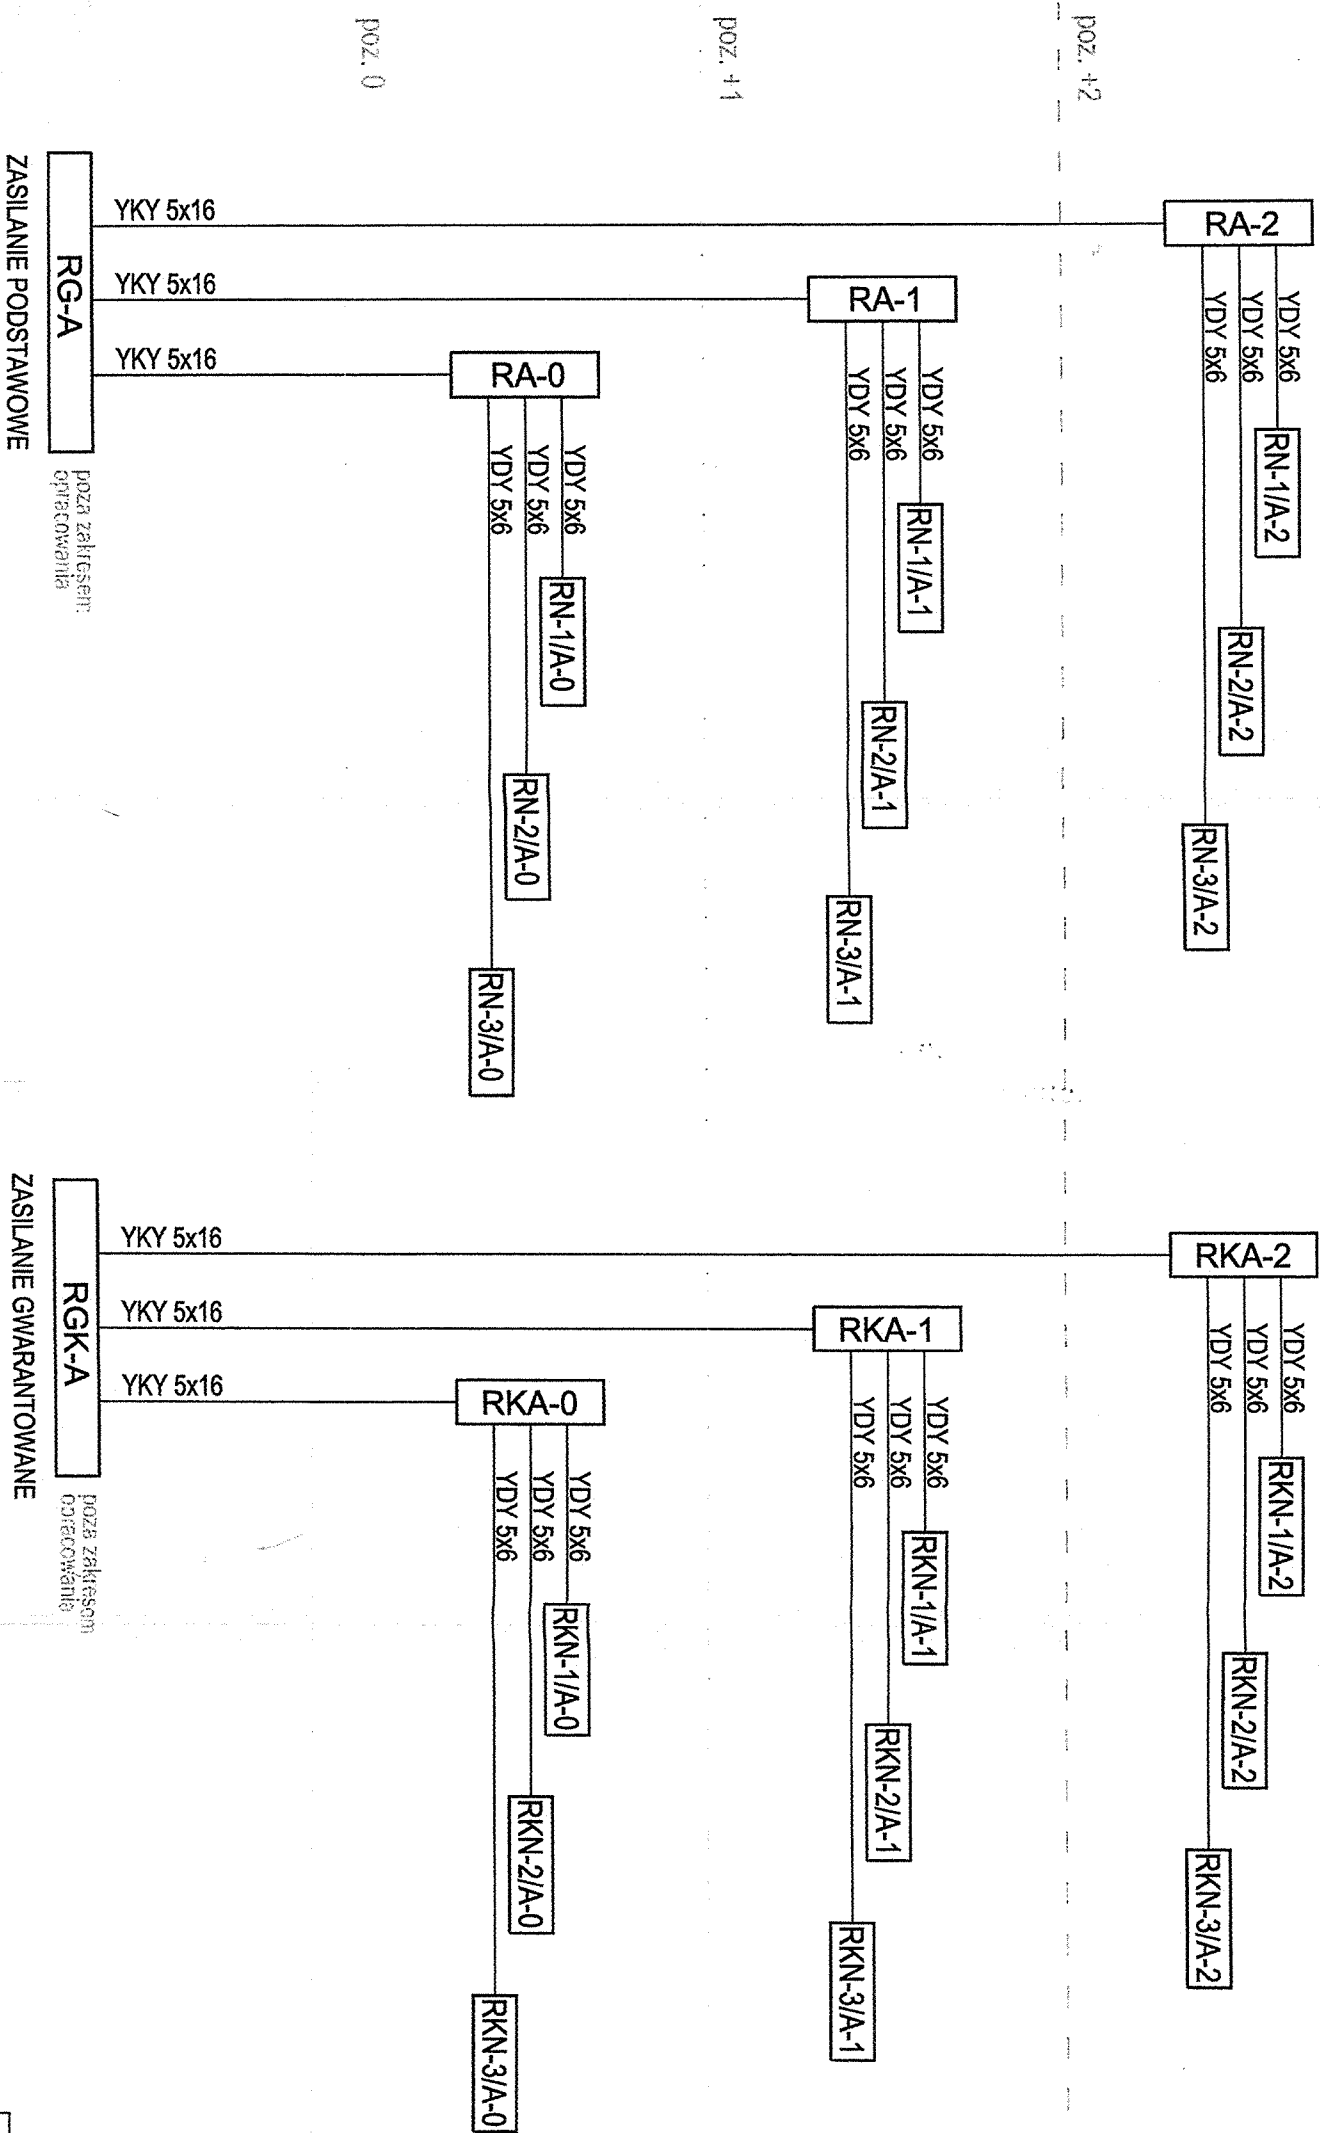 poz. +2
RA-2
YDY 5x6
YDY 5x6
YDY 5x6
RN-1/A-2
RN-2/A-2
RN-3/A-2
poz. +1
RA-1
YDY 5x6
YDY 5x6
YDY 5x6
RN-1/A-1
RN-2/A-1
RN-3/A-1
poz. 0
RA-0
YDY 5x6
YDY 5x6
YDY 5x6
RN-1/A-0
RN-2/A-0
RN-3/A-0
YKY 5x16
YKY 5x16
YKY 5x16
RG-A
poza zakresem
opracowania
ZASILANIE PODSTAWOWE
RKA-2
YDY 5x6
YDY 5x6
YDY 5x6
RKN-1/A-2
RKN-2/A-2
RKN-3/A-2
RKA-1
YDY 5x6
YDY 5x6
YDY 5x6
RKN-1/A-1
RKN-2/A-1
RKN-3/A-1
RKA-0
YDY 5x6
YDY 5x6
YDY 5x6
RKN-1/A-0
RKN-2/A-0
RKN-3/A-0
YKY 5x16
YKY 5x16
YKY 5x16
RGK-A
poza zakresem
opracowania
ZASILANIE GWARANTOWANE